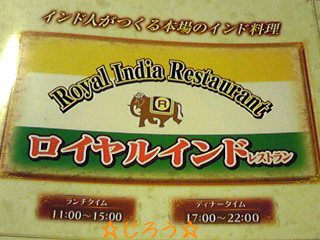 インド人がつくる本場のインド料理
Royal India Restaurant
R
ロイヤルインドレストラン
ランチタイム
11:00～15:00
ディナータイム
17:00～22:00
☆じろう☆